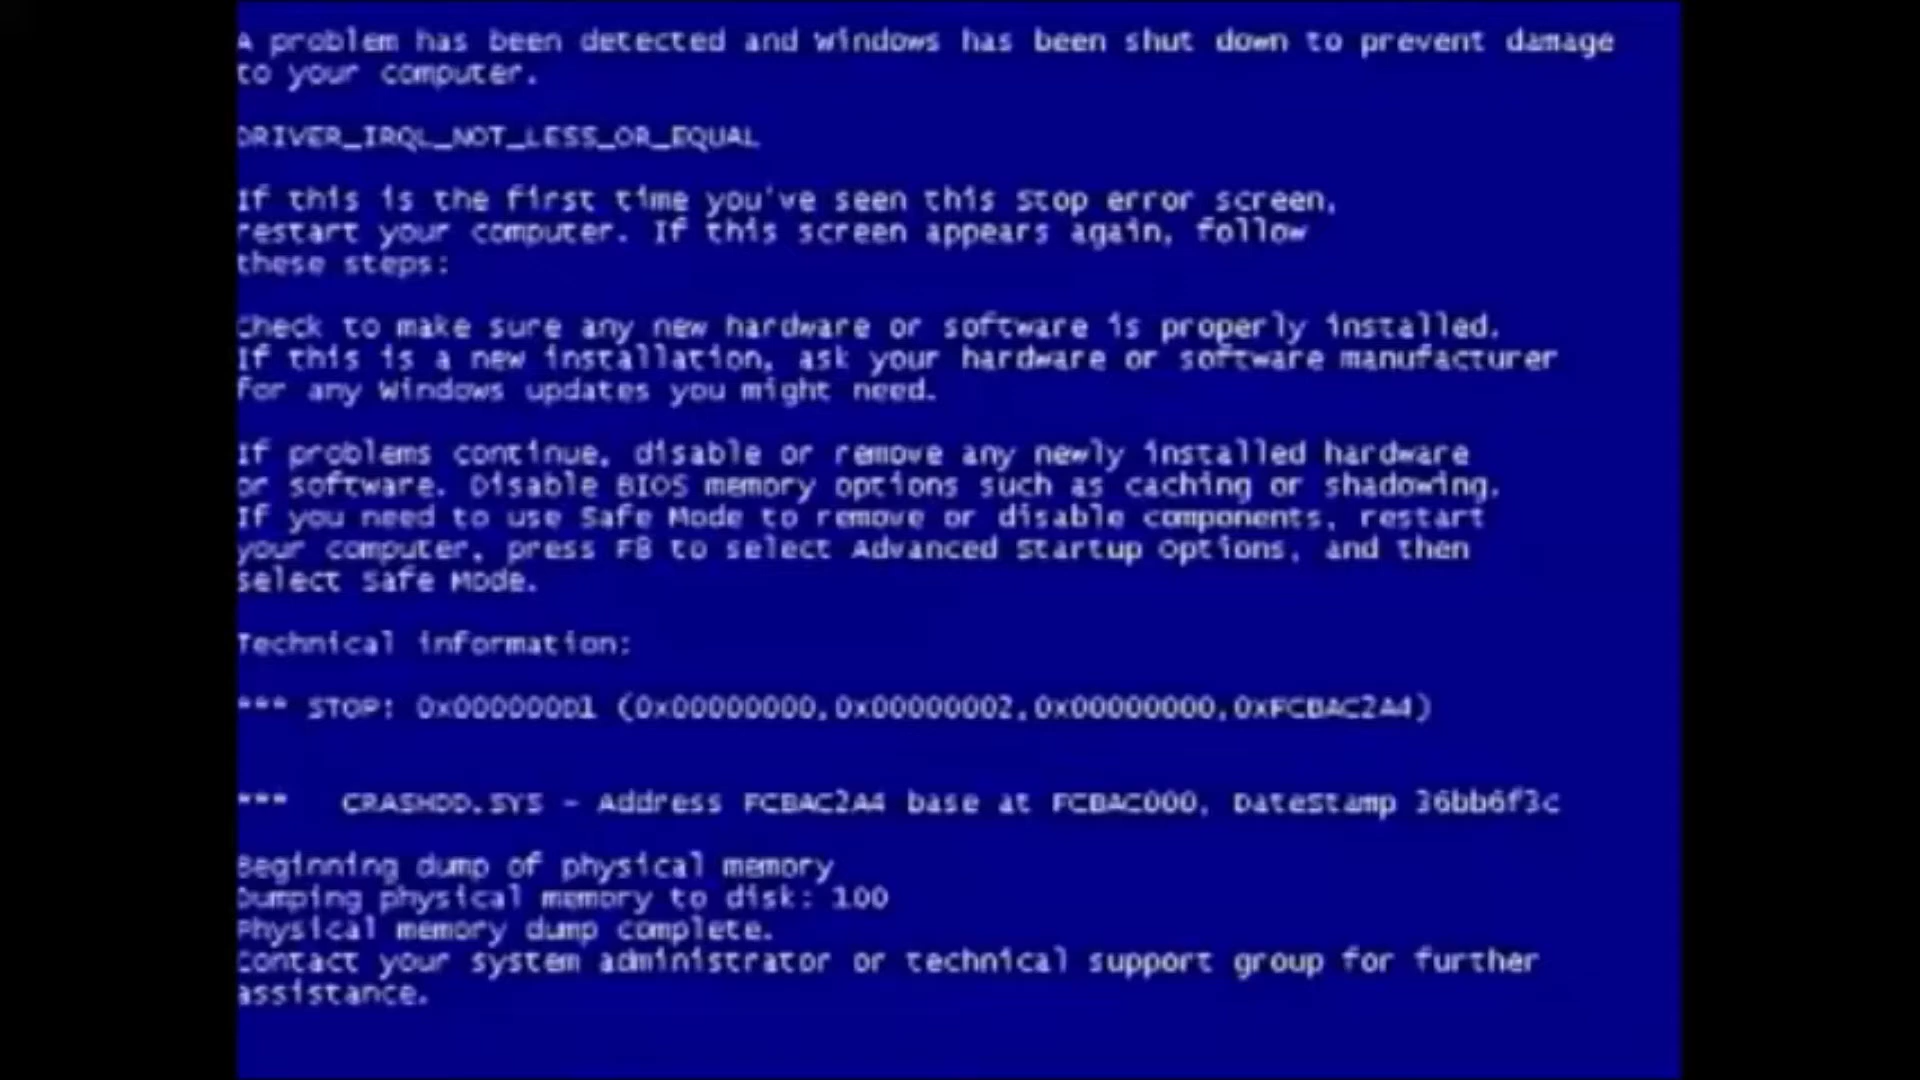 A problem has been detected and Windows has been shut down to prevent damage
to your computer.
DRIVER_IRQL_NOT_LESS_OR_EQUAL
If this is the first time you've seen this Stop error screen,
restart your computer. If this screen appears again, follow
these steps:
Check to make sure any new hardware or software is properly installed.
If this is a new installation, ask your hardware or software manufacturer
for any Windows updates you might need.
If problems continue, disable or remove any newly installed hardware
or software. Disable BIOS memory options such as caching or shadowing.
If you need to use Safe Mode to remove or disable components, restart
your computer, press F8 to select Advanced Startup Options, and then
select Safe Mode.
Technical information:
*** STOP: 0x000000D1 (0x00000000,0x00000002,0x00000000,0xFCBAC2A4)
*** CRASHDD.SYS - Address FCBAC2A4 base at FCBAC000, DateStamp 36bb6f3c
Beginning dump of physical memory
Dumping physical memory to disk: 100
Physical memory dump complete.
Contact your system administrator or technical support group for further
assistance.